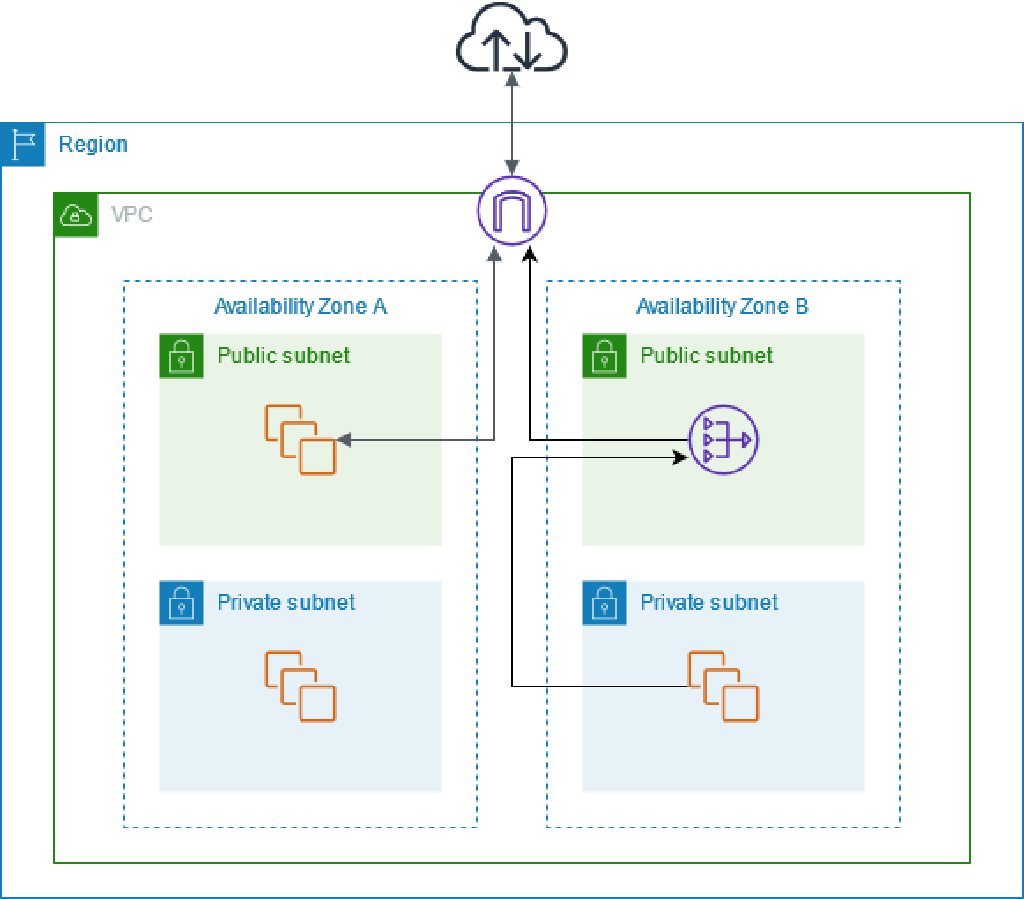 Region
VPC
Availability Zone A
Availability Zone B
Public subnet
Public subnet
Private subnet
Private subnet